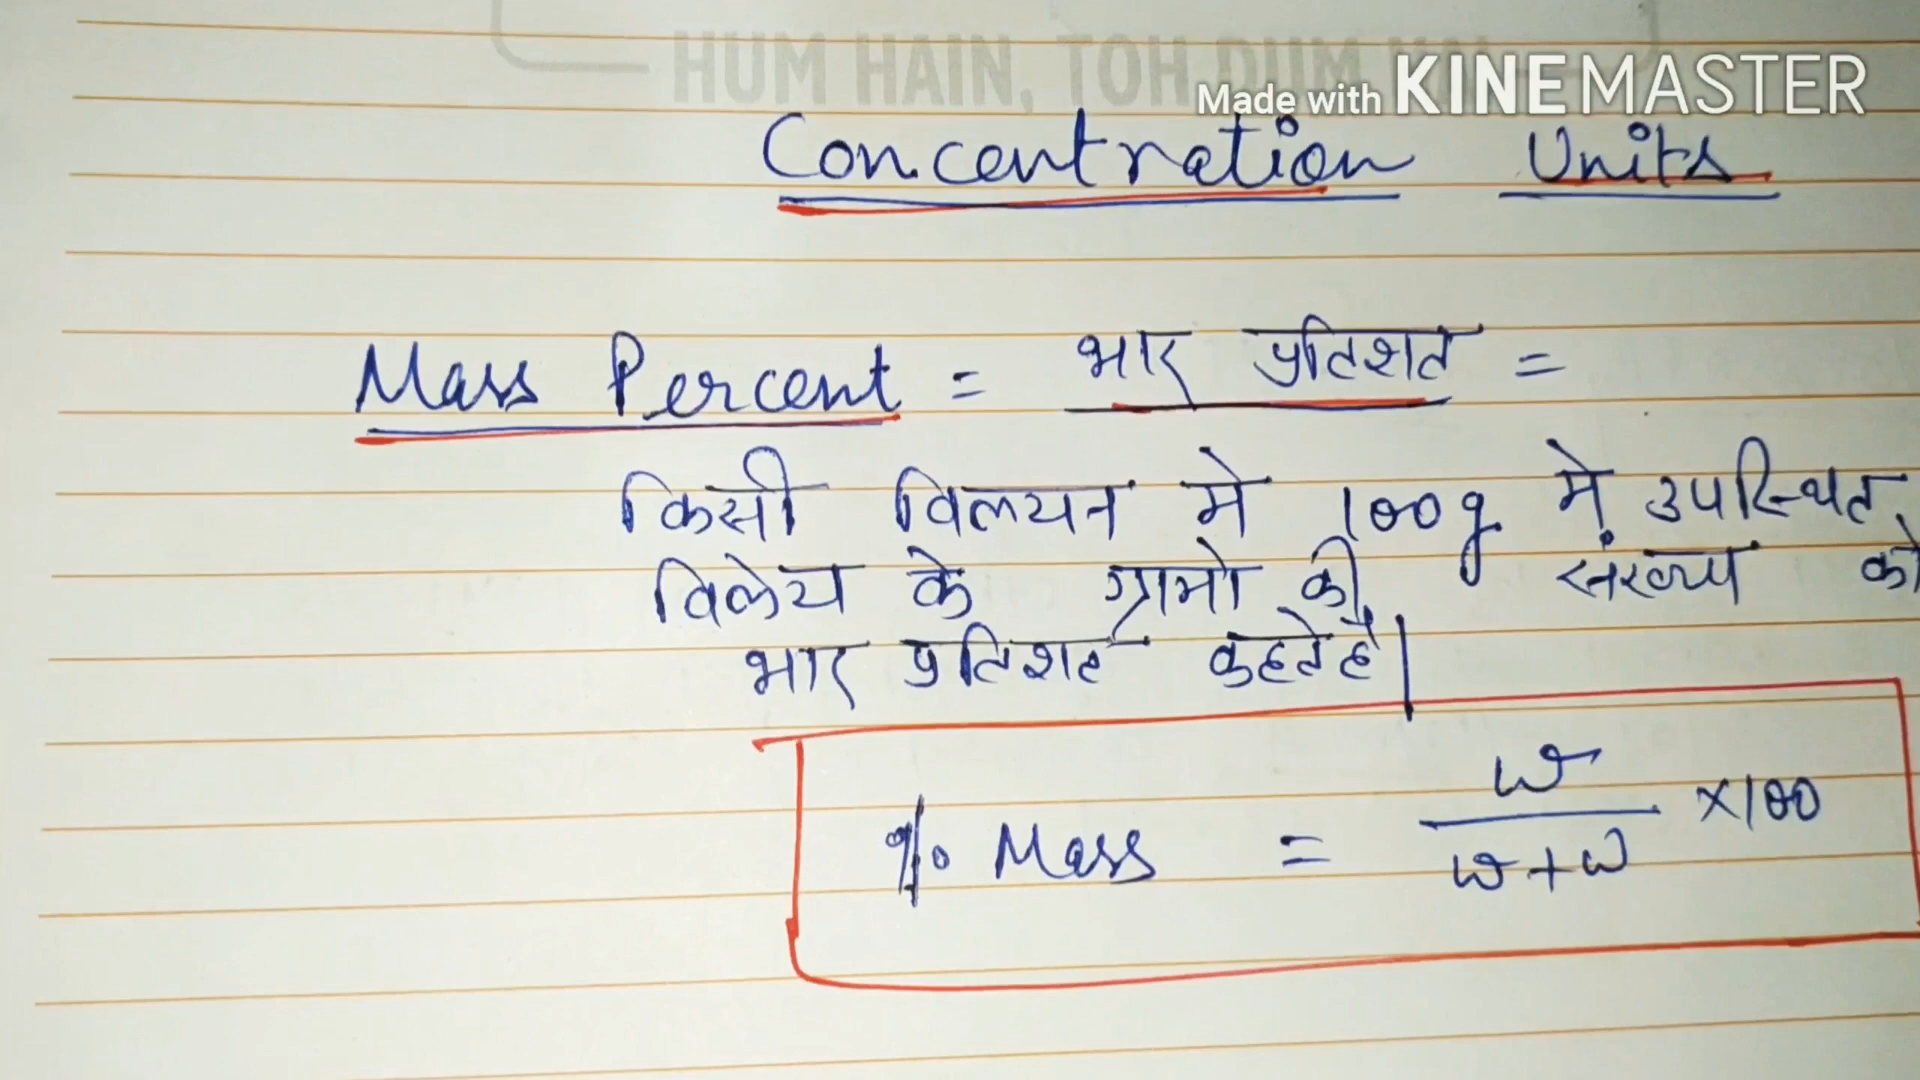 HUM HAIN, TOH DUM
Made with KINEMASTER
Concentration Units
Mass Percent = भार प्रतिशत =
किसी विलयन मे 100g में उपस्थित
विलेय के ग्रामो की संख्या को
भार प्रतिशत कहते है।
% Mass = w / w + W × 100